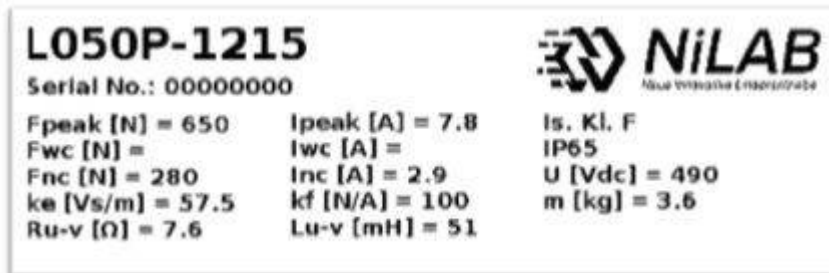 L050P-1215
NiLAB
Serial No.: 00000000
Fpeak [N] = 650
Ipeak [A] = 7.8
Is. Kl. F
Fwc [N] =
Iwc [A] =
IP65
Fnc [N] = 280
Inc [A] = 2.9
U [Vdc] = 490
ke [Vs/m] = 57.5
kf [N/A] = 100
m [kg] = 3.6
Ru-v [Ω] = 7.6
Lu-v [mH] = 51